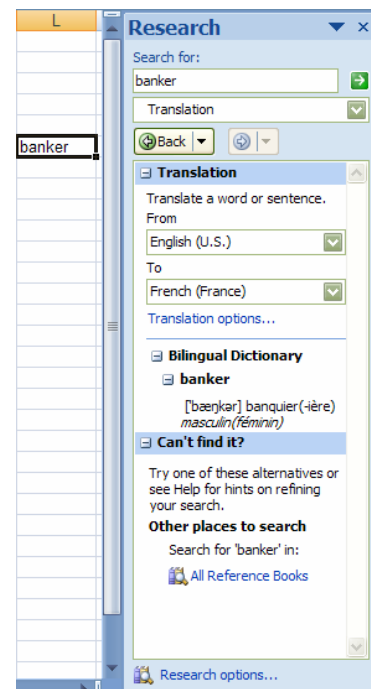 L
banker
Research
Search for:
banker
Translation
Back
Translation
Translate a word or sentence.
From
English (U.S.)
To
French (France)
Translation options...
Bilingual Dictionary
banker
['bæŋkər] banquier(-ière)
masculin(féminin)
Can't find it?
Try one of these alternatives or
see Help for hints on refining
your search.
Other places to search
Search for 'banker' in:
All Reference Books
Research options...